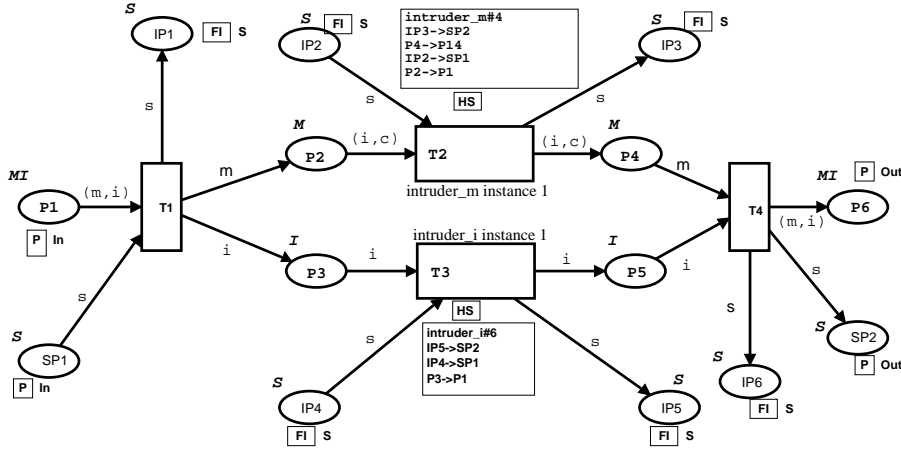 S
IP1
FI S
S
FI S
IP2
intruder_m#4
IP3->SP2
P4->P14
IP2->SP1
P2->P1
S
FI S
IP3
HS
s
s
s
M
P2
(i,c)
T2
(i,c)
M
P4
intruder_m instance 1
MI
P1
(m,i)
P In
T1
m
i
m
i
T4
MI
P Out
P6
(m,i)
intruder_i instance 1
I
P3
i
T3
i
I
P5
HS
s
s
s
s
s
intruder_i#6
IP5->SP2
IP4->SP1
P3->P1
S
SP1
P In
S
IP4
FI S
S
IP5
FI S
S
IP6
FI S
S
SP2
P Out